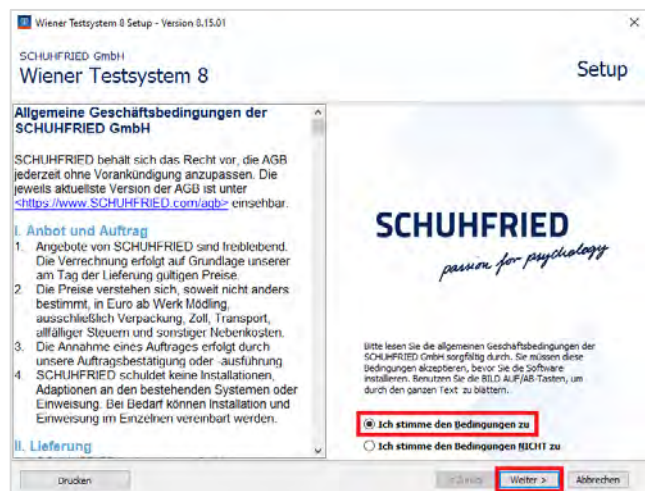 Wiener Testsystem 8 Setup - Version 8.15.01
SCHUHFRIED GmbH
Wiener Testsystem 8
Setup
Allgemeine Geschäftsbedingungen der
SCHUHFRIED GmbH
SCHUHFRIED behält sich das Recht vor, die AGB
jederzeit ohne Vorankündigung anzupassen. Die
jeweils aktuellste Version der AGB ist unter
<https://www.SCHUHFRIED.com/agb> einsehbar.
I. Anbot und Auftrag
1. Angebote von SCHUHFRIED sind freibleibend.
Die Verrechnung erfolgt auf Grundlage unserer
am Tag der Lieferung gültigen Preise.
2. Die Preise verstehen sich, soweit nicht anders
bestimmt, in Euro ab Werk Mödling,
ausschließlich Verpackung, Zoll, Transport,
allfälliger Steuern und sonstiger Nebenkosten.
3. Die Annahme eines Auftrages erfolgt durch
unsere Auftragsbestätigung oder -ausführung
4. SCHUHFRIED schuldet keine Installationen,
Adaptionen an den bestehenden Systemen oder
Einweisung. Bei Bedarf können Installation und
Einweisung im Einzelnen vereinbart werden.
II. Lieferung
SCHUHFRIED
passion for psychology
Bitte lesen Sie die allgemeinen Geschäftsbedingungen der
SCHUHFRIED GmbH sorgfältig durch. Sie müssen diese
Bedingungen akzeptieren, bevor Sie die Software
installieren. Benutzen Sie die BILD AUF/AB-Tasten, um
durch den ganzen Text zu blättern.
Ich stimme den Bedingungen zu
Ich stimme den Bedingungen NICHT zu
Drucken
< Zurück
Weiter >
Abbrechen